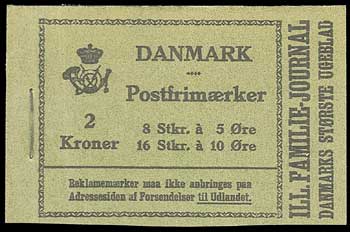 DANMARK
Postfrimærker
2 Kroner
8 Stkr. à 5 Øre
16 Stkr. à 10 Øre
Reklamemærker maa ikke anbringes paa
Adressesiden af Forsendelser til Udlandet.
ILL. FAMILIE-JOURNAL
DANMARKS STØRSTE UGEBLAD